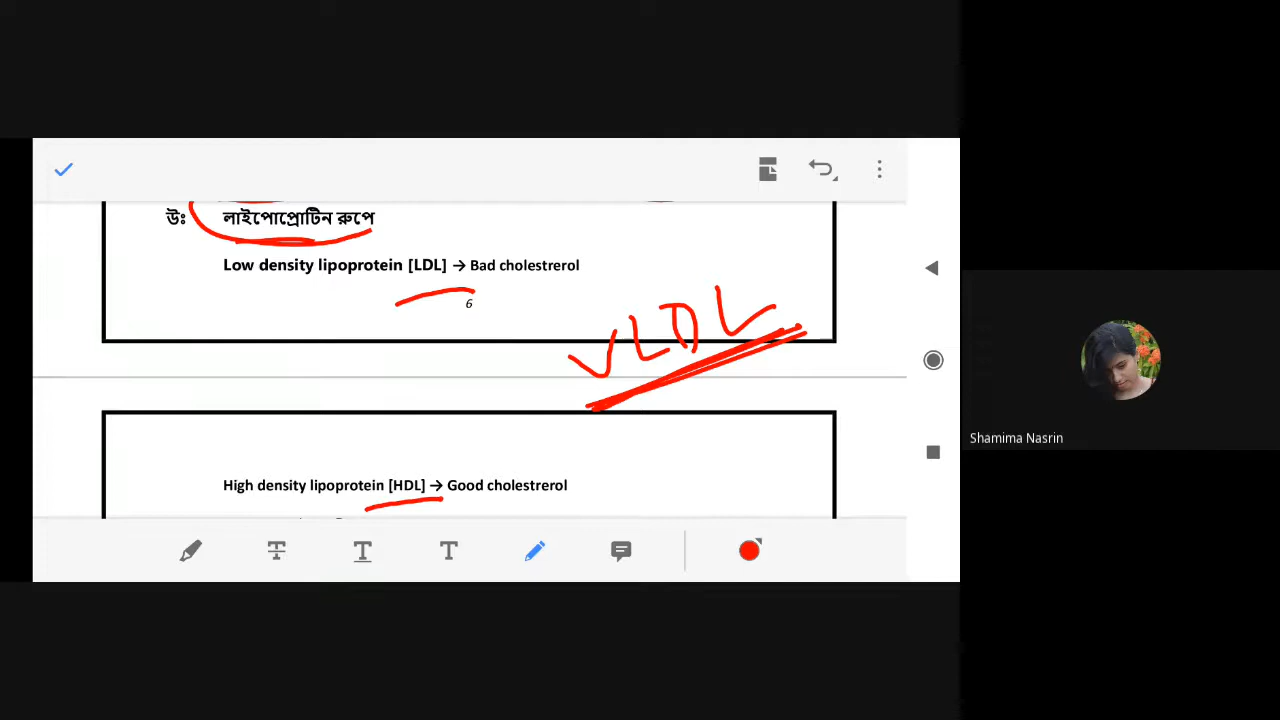 উঃ লাইপোপ্রোটিন রুপে
Low density lipoprotein [LDL] → Bad cholestrerol
6
VLDL
High density lipoprotein [HDL] → Good cholestrerol
T
T
T
Shamima Nasrin